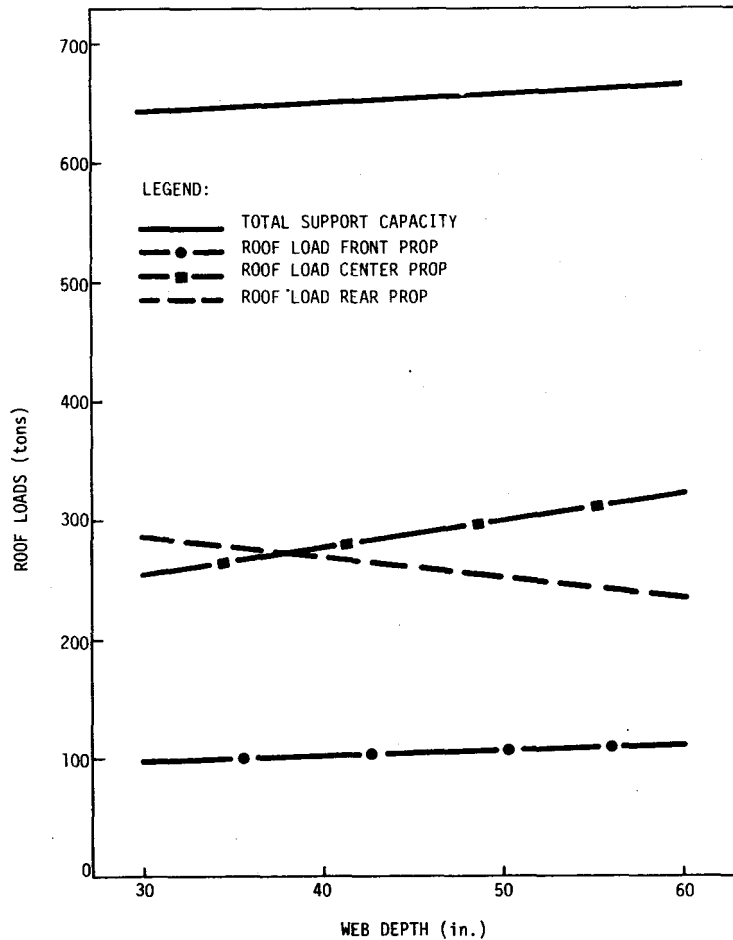 700
600
LEGEND:
TOTAL SUPPORT CAPACITY
ROOF LOAD FRONT PROP
ROOF LOAD CENTER PROP
ROOF LOAD REAR PROP
500
400
ROOF LOADS (tons)
300
200
100
0
30 40 50 60
WEB DEPTH (in.)